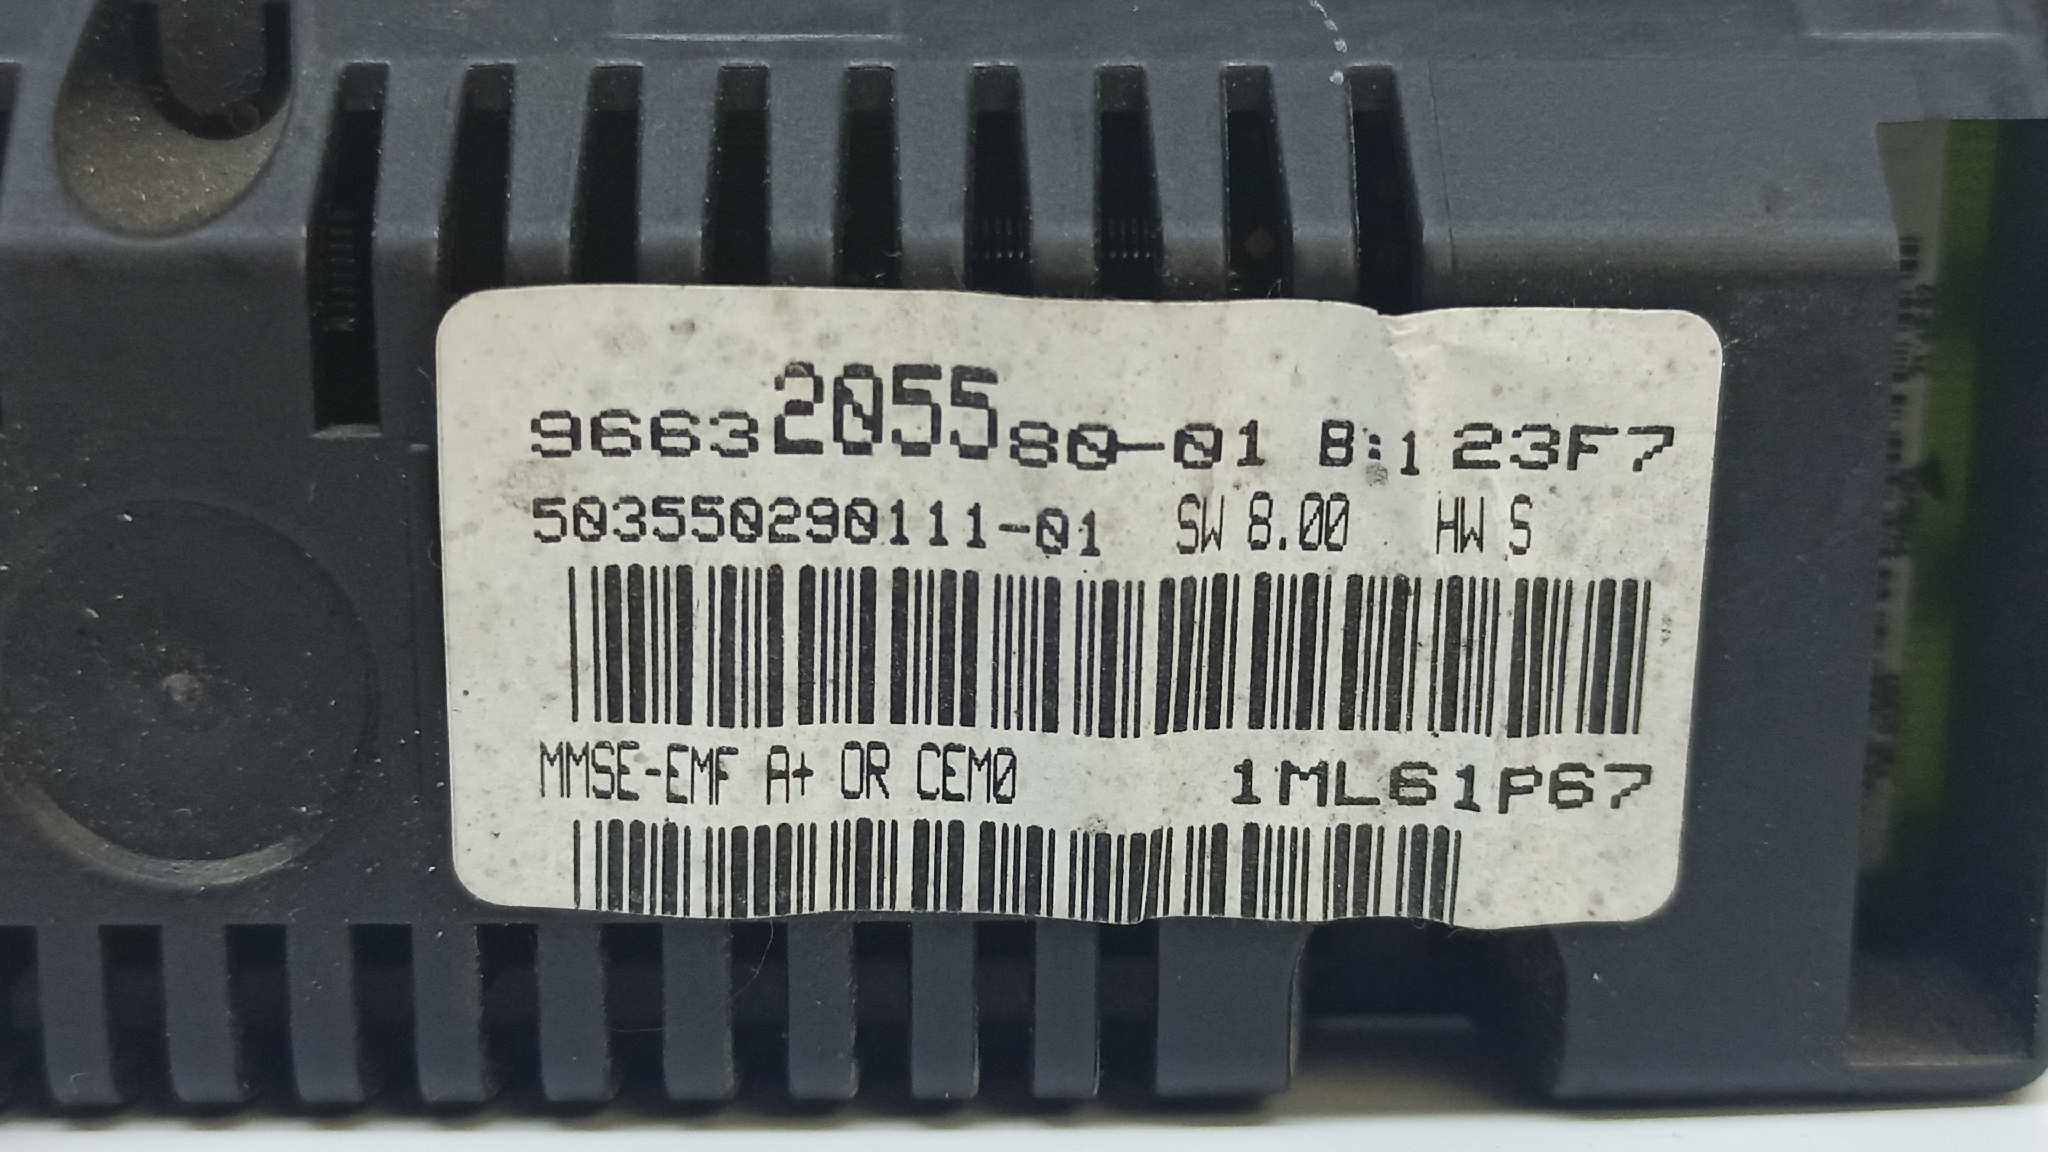 9663205580-01 B:1 23F7
503550290111-01 SW 8.00 HW S
MMSE-EMF A+ OR CEM0 1ML61P67